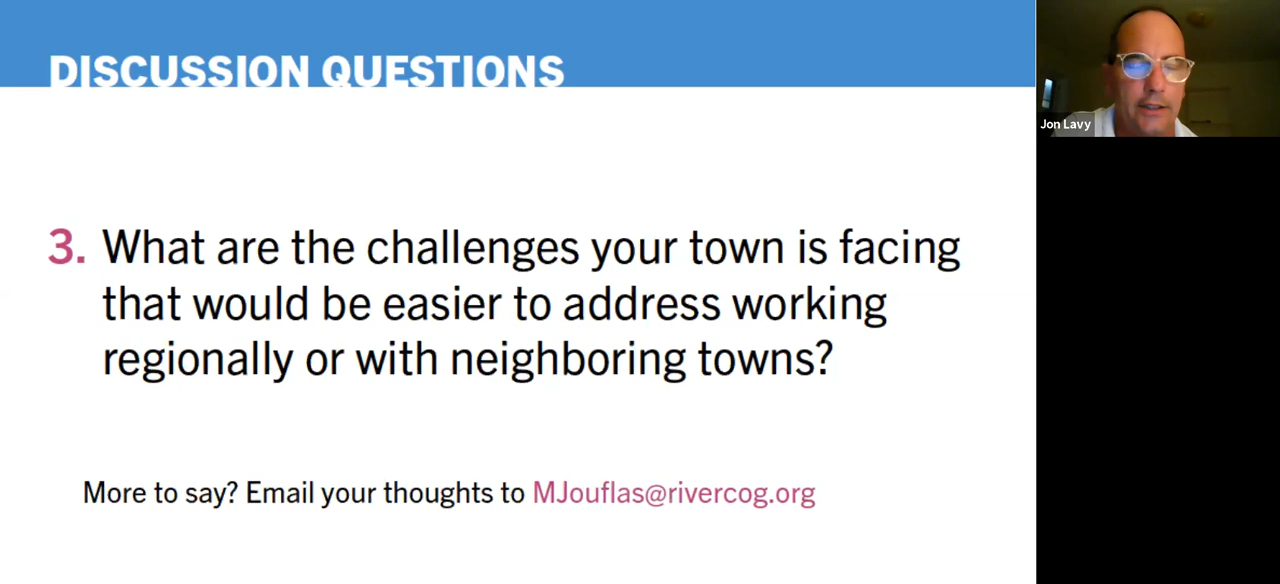 DISCUSSION QUESTIONS
3. What are the challenges your town is facing
that would be easier to address working
regionally or with neighboring towns?
More to say? Email your thoughts to MJouflas@rivercog.org
Jon Lavy